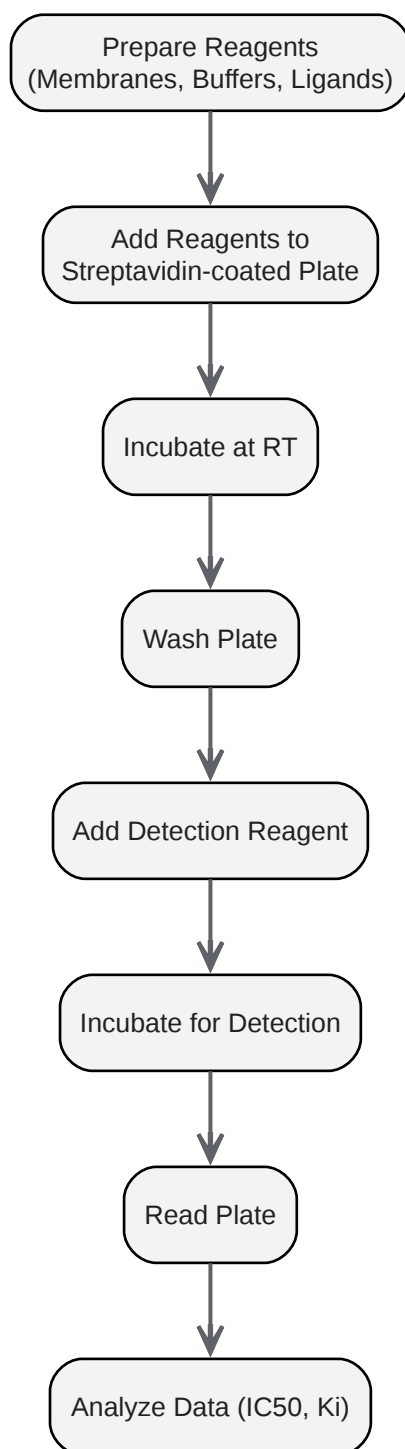 Prepare Reagents
(Membranes, Buffers, Ligands)
Add Reagents to
Streptavidin-coated Plate
Incubate at RT
Wash Plate
Add Detection Reagent
Incubate for Detection
Read Plate
Analyze Data (IC50, Ki)